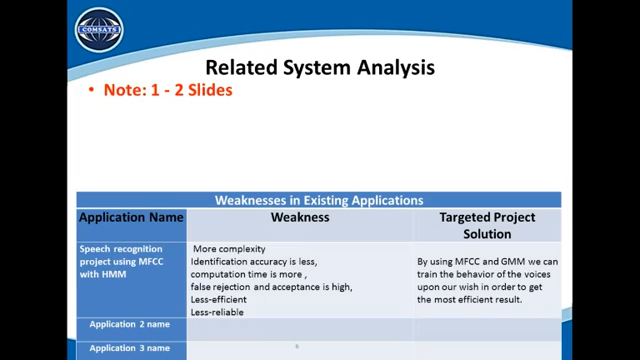 COMSATS
Related System Analysis
• Note: 1 - 2 Slides
Weaknesses in Existing Applications
Application Name
Weakness
Targeted Project
Solution
Speech recognition
project using MFCC
with HMM
More complexity
Identification accuracy is less,
computation time is more ,
false rejection and acceptance is high,
Less-efficient
Less-reliable
By using MFCC and GMM we can
train the behavior of the voices
upon our wish in order to get
the most efficient result.
Application 2 name
Application 3 name
6